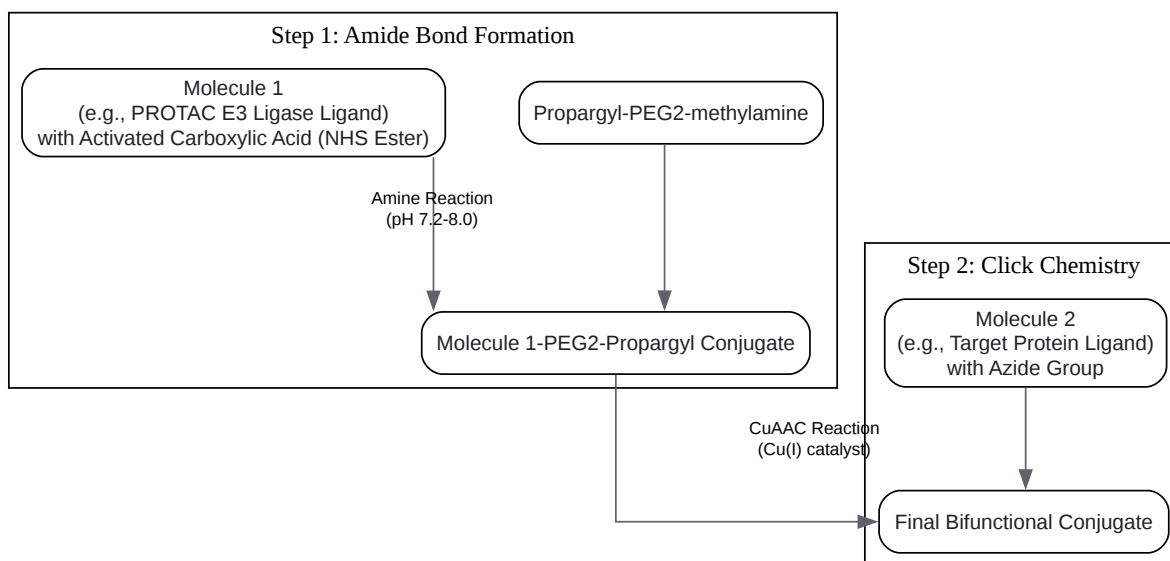 Step 1: Amide Bond Formation
Molecule 1
(e.g., PROTAC E3 Ligase Ligand)
with Activated Carboxylic Acid (NHS Ester)
Propargyl-PEG2-methylamine
Amine Reaction
(pH 7.2-8.0)
Molecule 1-PEG2-Propargyl Conjugate
Step 2: Click Chemistry
Molecule 2
(e.g., Target Protein Ligand)
with Azide Group
CuAAC Reaction
(Cu(I) catalyst)
Final Bifunctional Conjugate